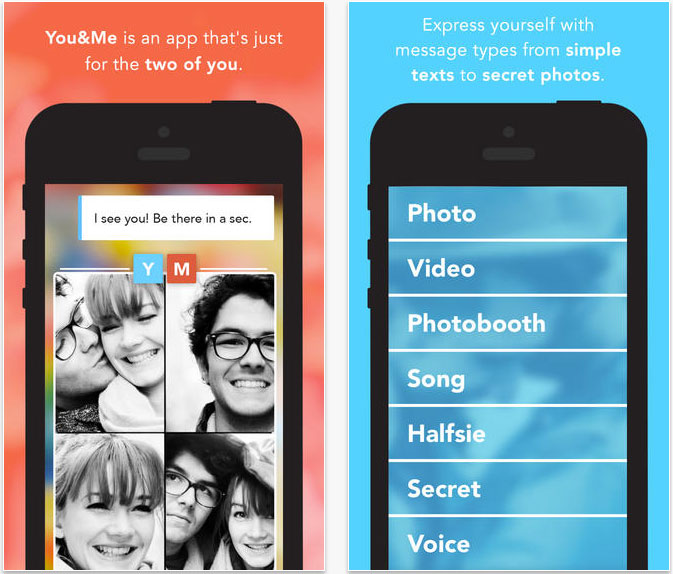 You&Me is an app that's just
for the two of you.
I see you! Be there in a sec.
Y M
Express yourself with
message types from simple
texts to secret photos.
Photo
Video
Photobooth
Song
Halfsie
Secret
Voice